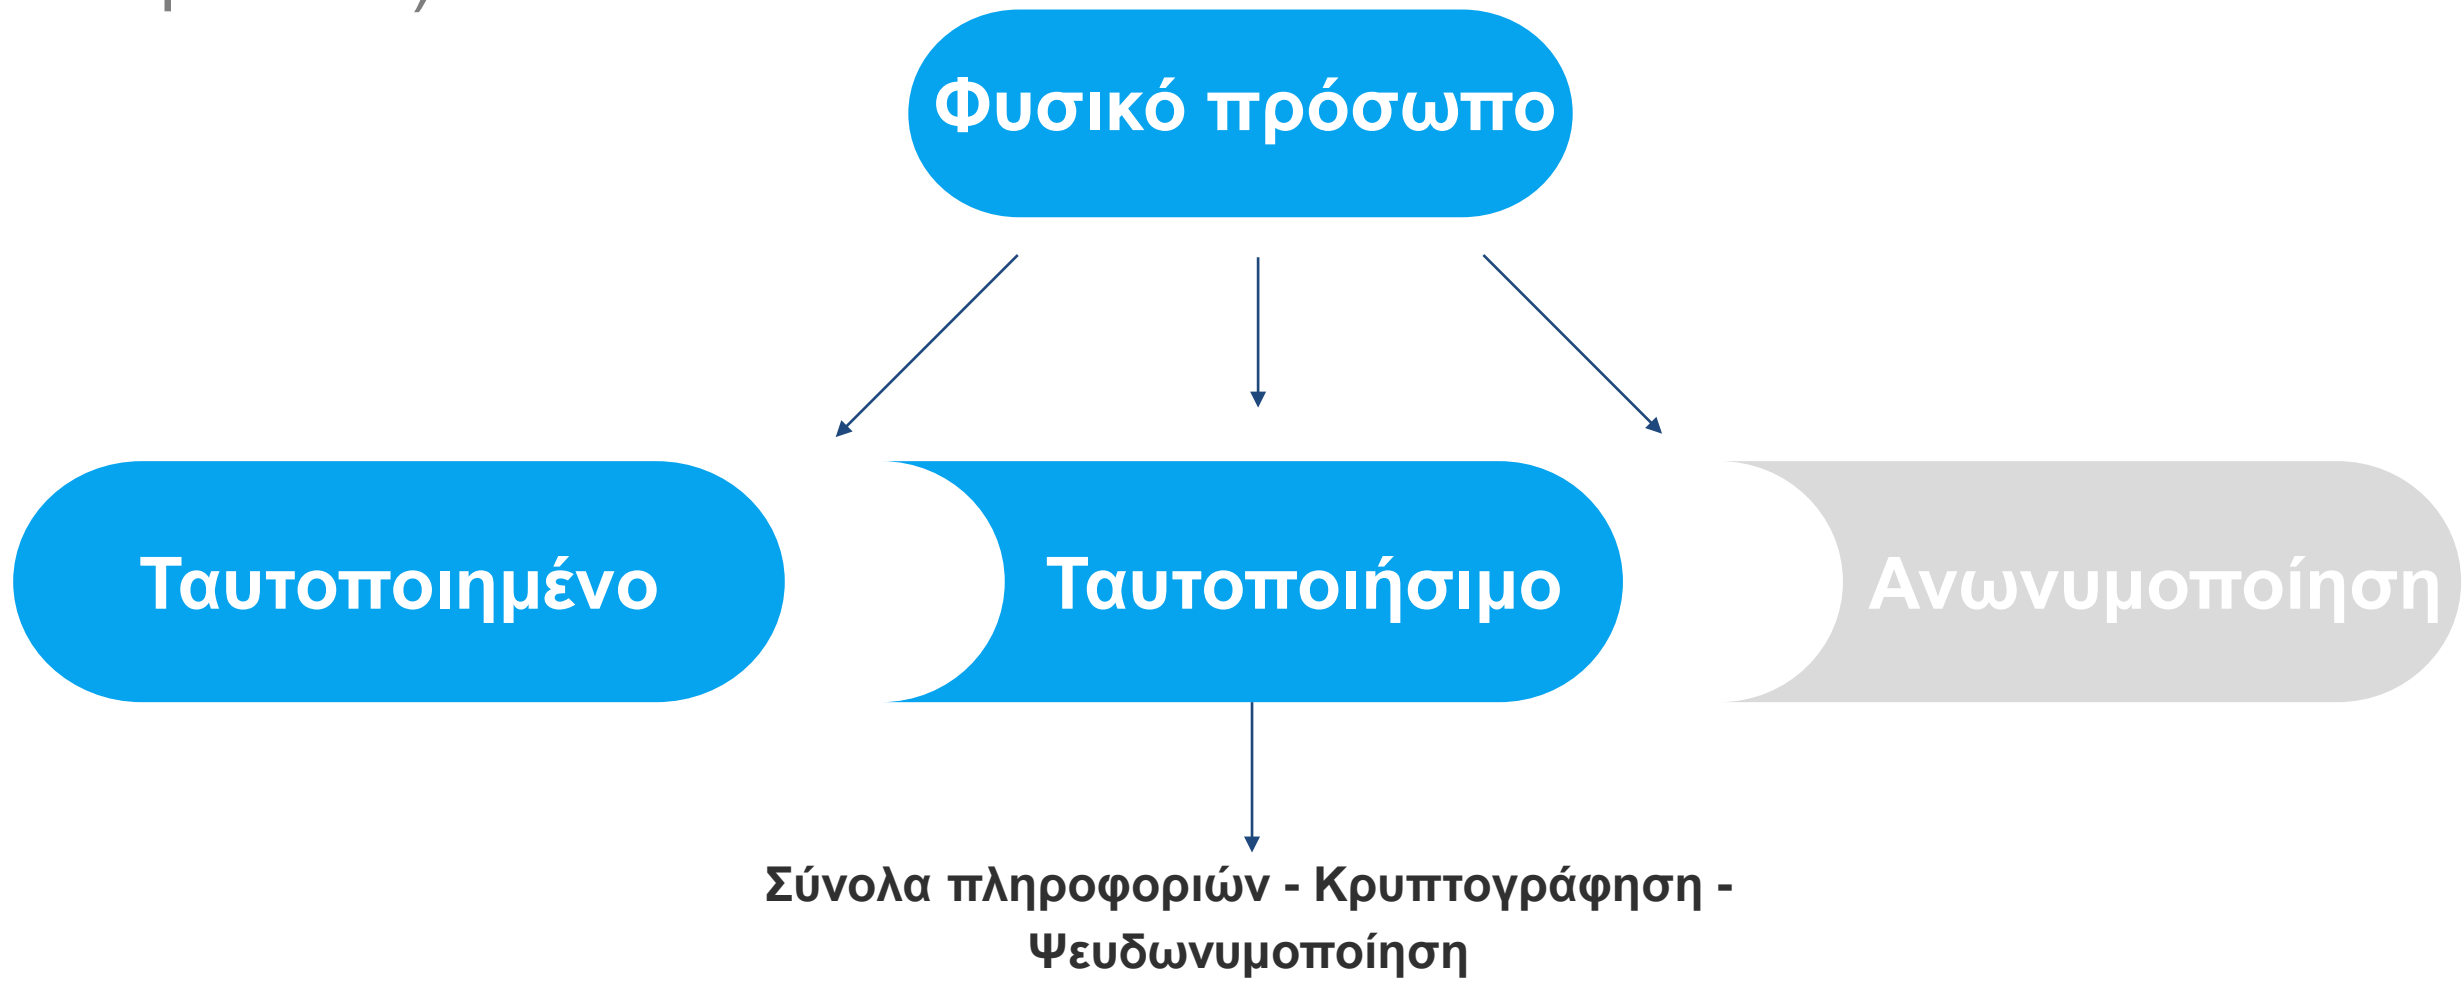 Φυσικό πρόσωπο
Ταυτοποιημένο
Ταυτοποιήσιμο
Ανωνυμοποίηση
Σύνολα πληροφοριών - Κρυπτογράφηση -
Ψευδωνυμοποίηση